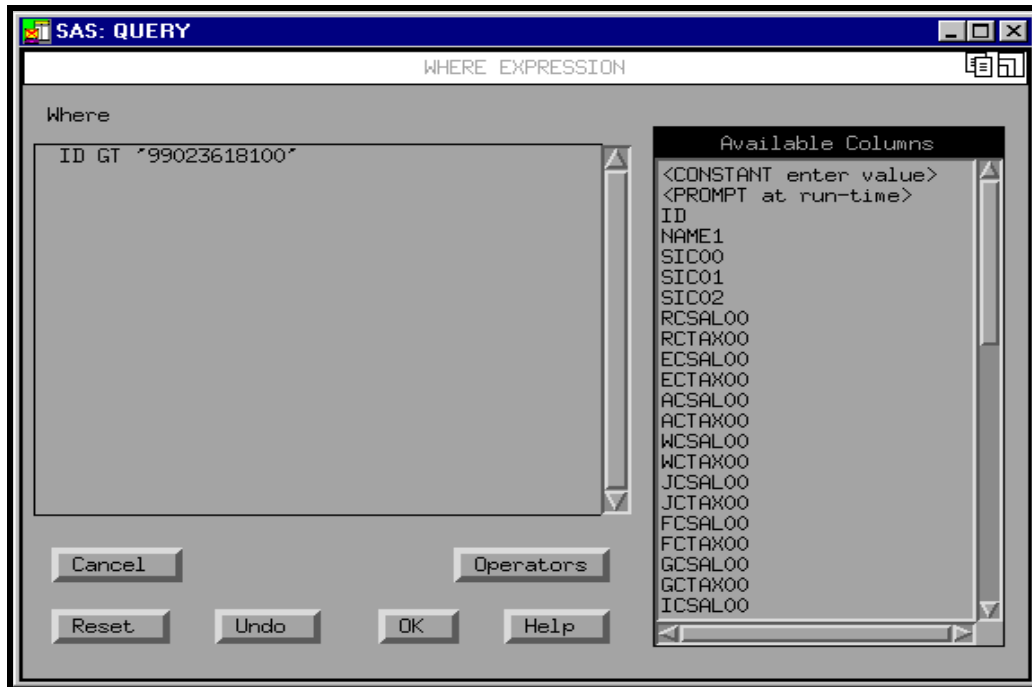 SAS: QUERY
WHERE EXPRESSION
Where
ID GT "99023618100"
Available Columns
<CONSTANT enter value>
<PROMPT at run-time>
ID
NAME1
SIC00
SIC01
SIC02
RCSAL00
RCTAX00
ECSAL00
ECTAX00
ACSAL00
ACTAX00
WCSAL00
WCTAX00
JCSAL00
JCTAX00
FCSAL00
FCTAX00
GCSAL00
GCTAX00
ICSAL00
Cancel
Operators
Reset
Undo
OK
Help